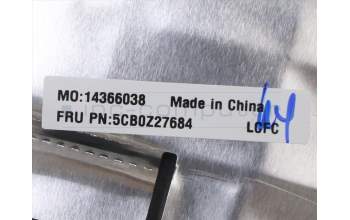 MO:14366038 Made in China
FRU PN:5CB0Z27684 LCFC